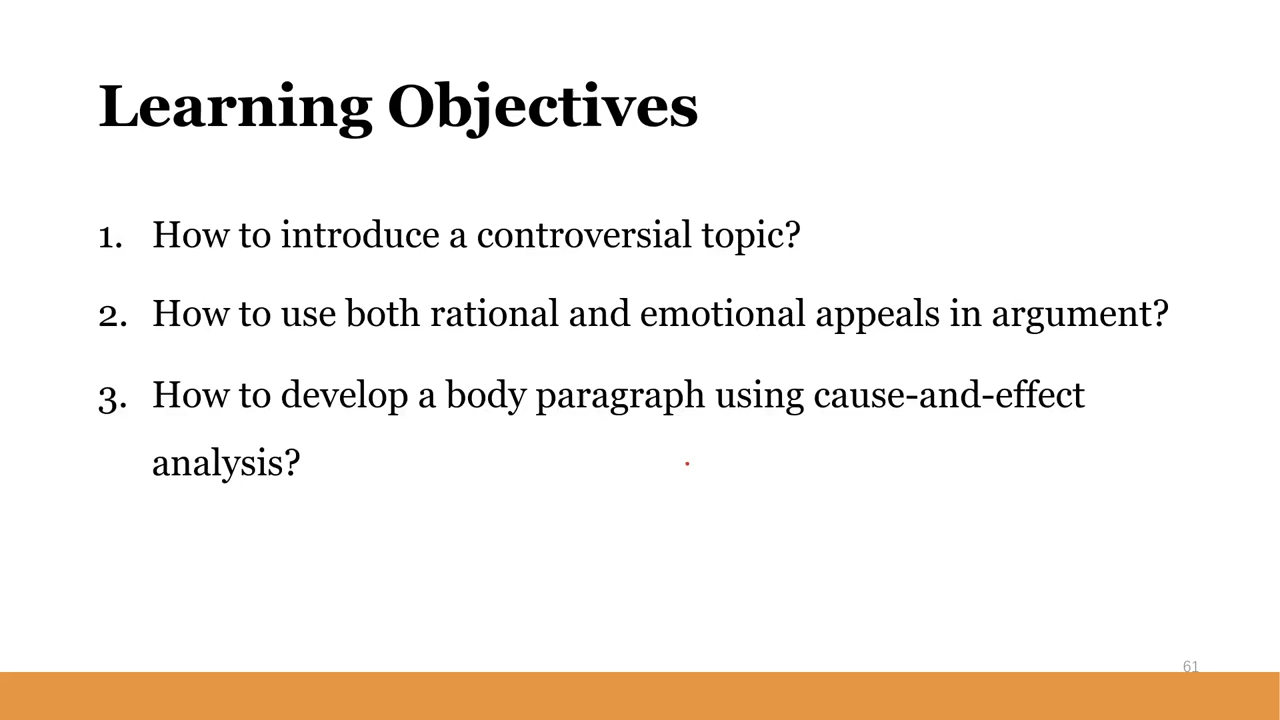 Learning Objectives
1. How to introduce a controversial topic?
2. How to use both rational and emotional appeals in argument?
3. How to develop a body paragraph using cause-and-effect
analysis?
61